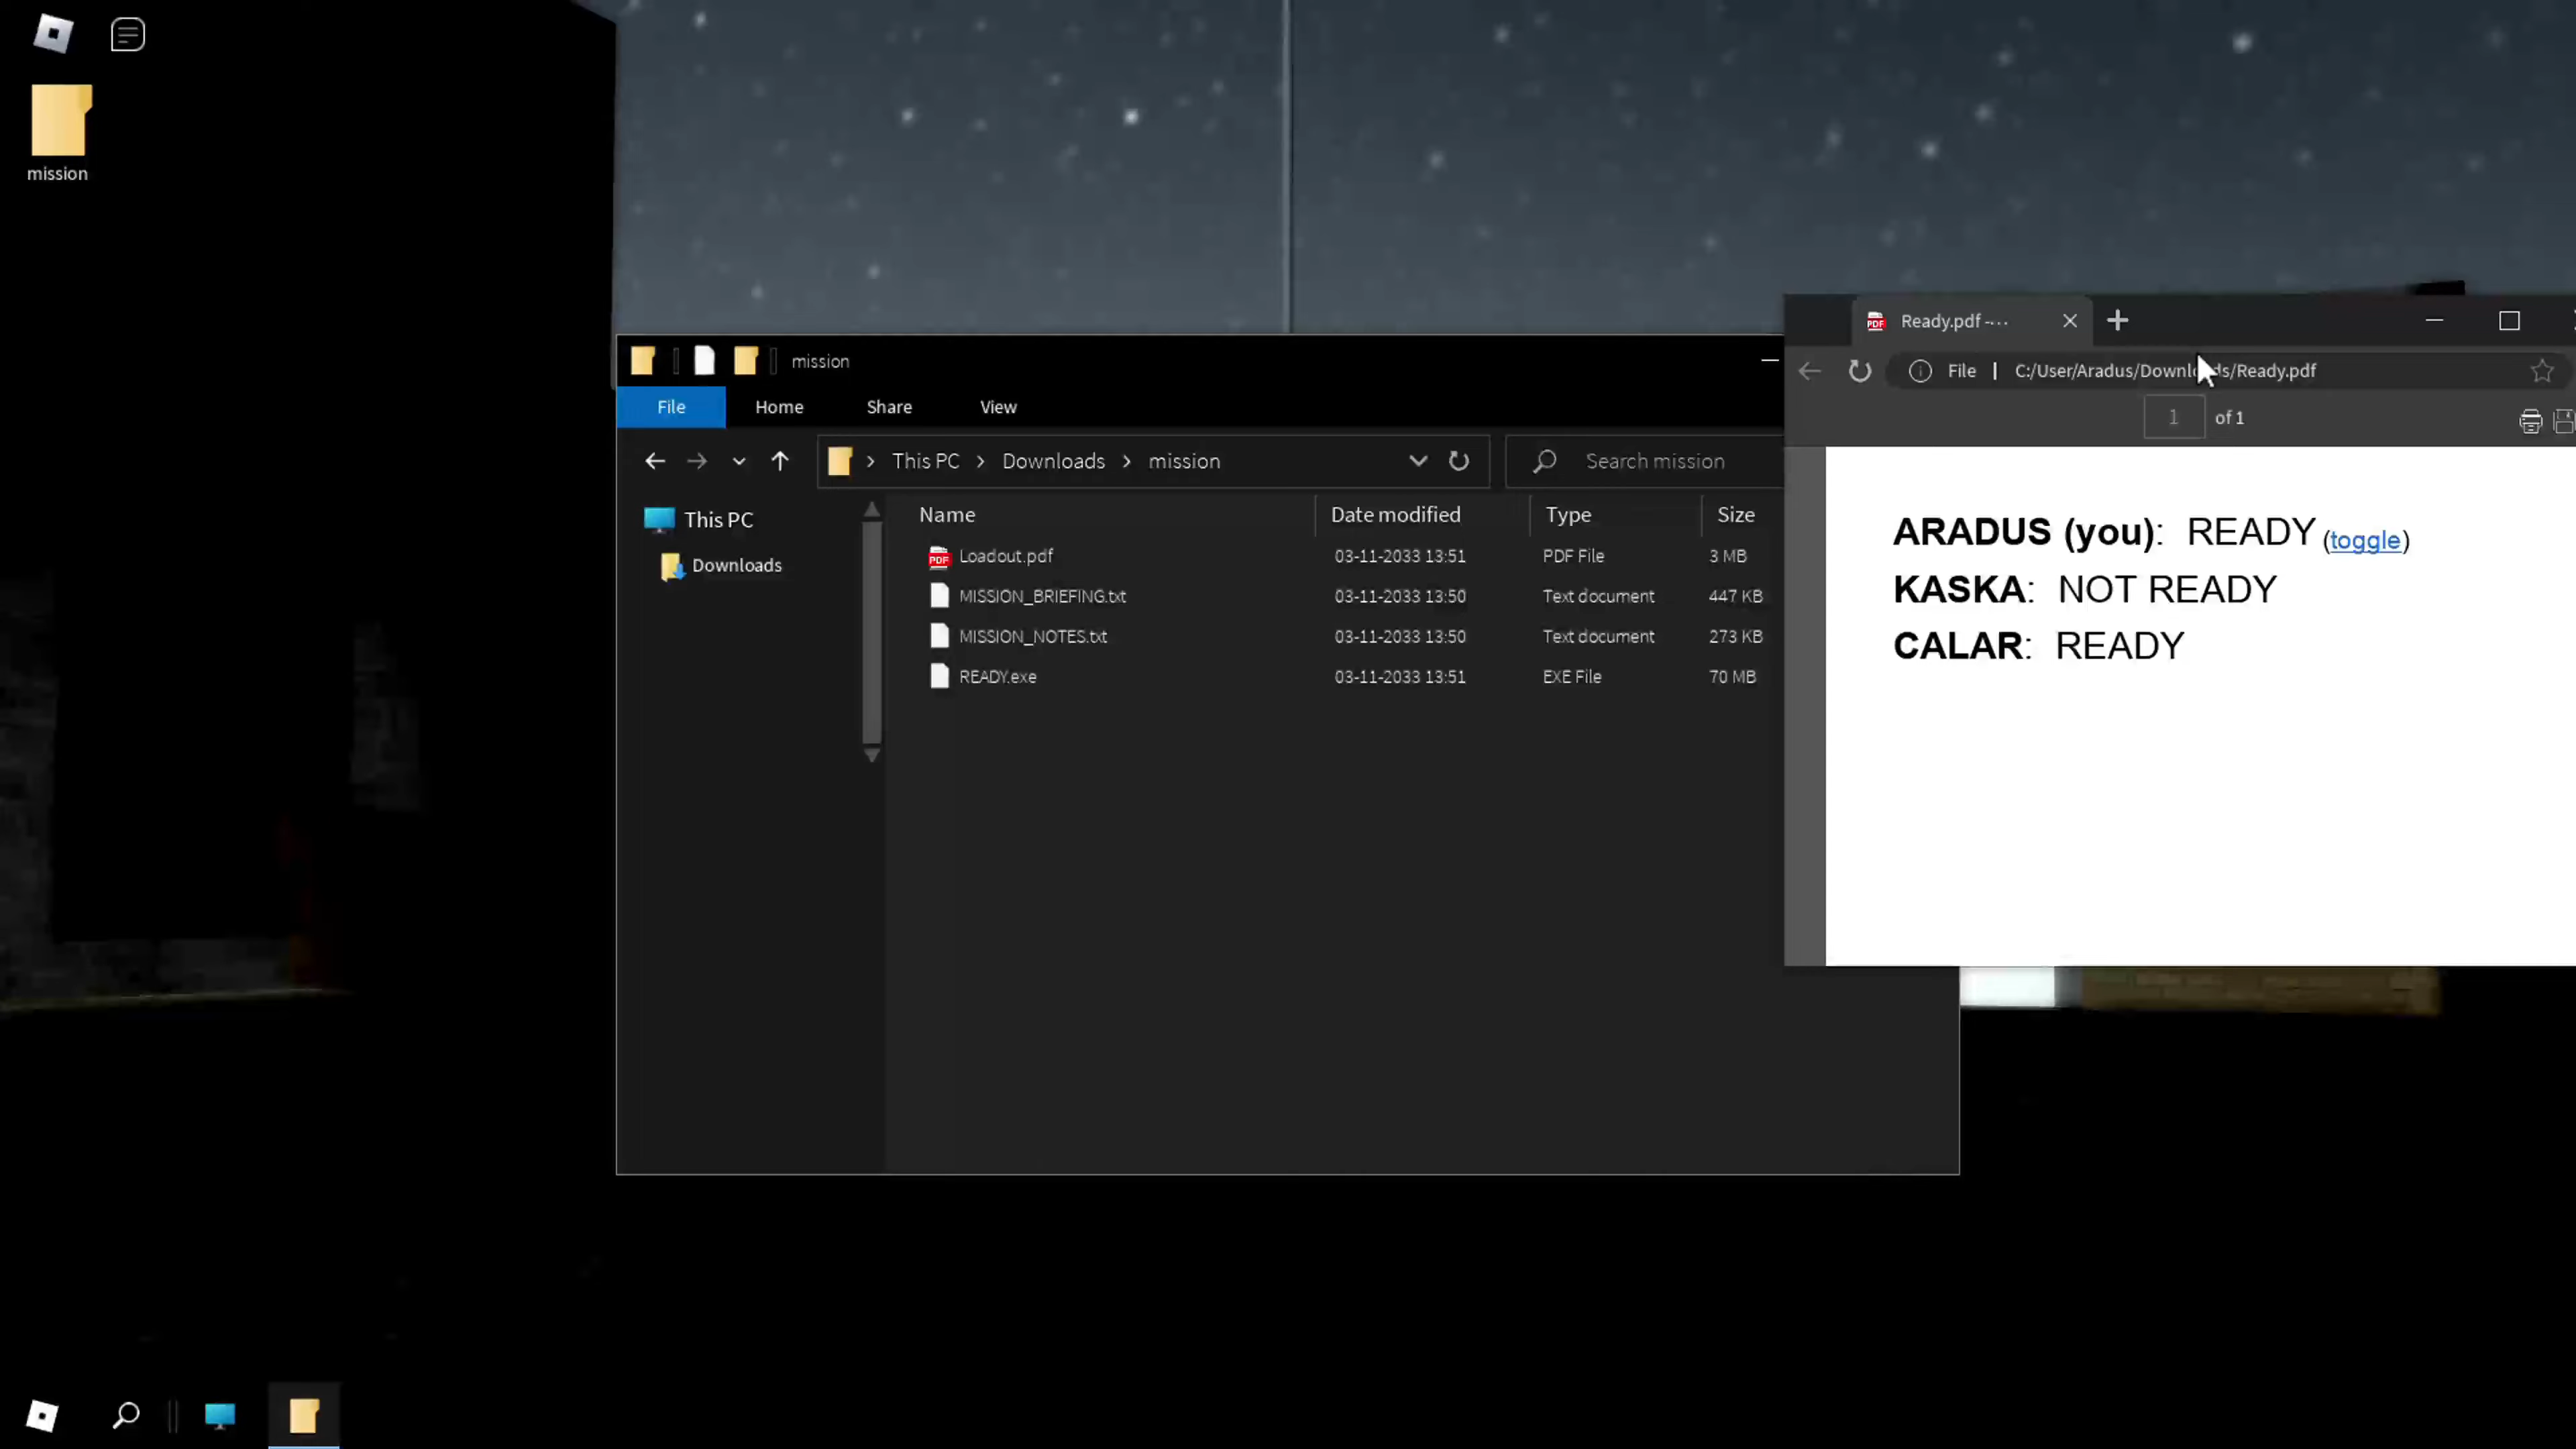 mission
mission
File Home Share View
This PC Downloads mission
Search mission
This PC
Downloads
Name Date modified Type Size
Loadout.pdf 03-11-2033 13:51 PDF File 3 MB
MISSION_BRIEFING.txt 03-11-2033 13:50 Text document 447 KB
MISSION_NOTES.txt 03-11-2033 13:50 Text document 273 KB
READY.exe 03-11-2033 13:51 EXE File 70 MB
PDF Ready.pdf -...
File | C:/User/Aradus/Downloads/Ready.pdf
1 of 1
ARADUS (you): READY (toggle)
KASKA: NOT READY
CALAR: READY